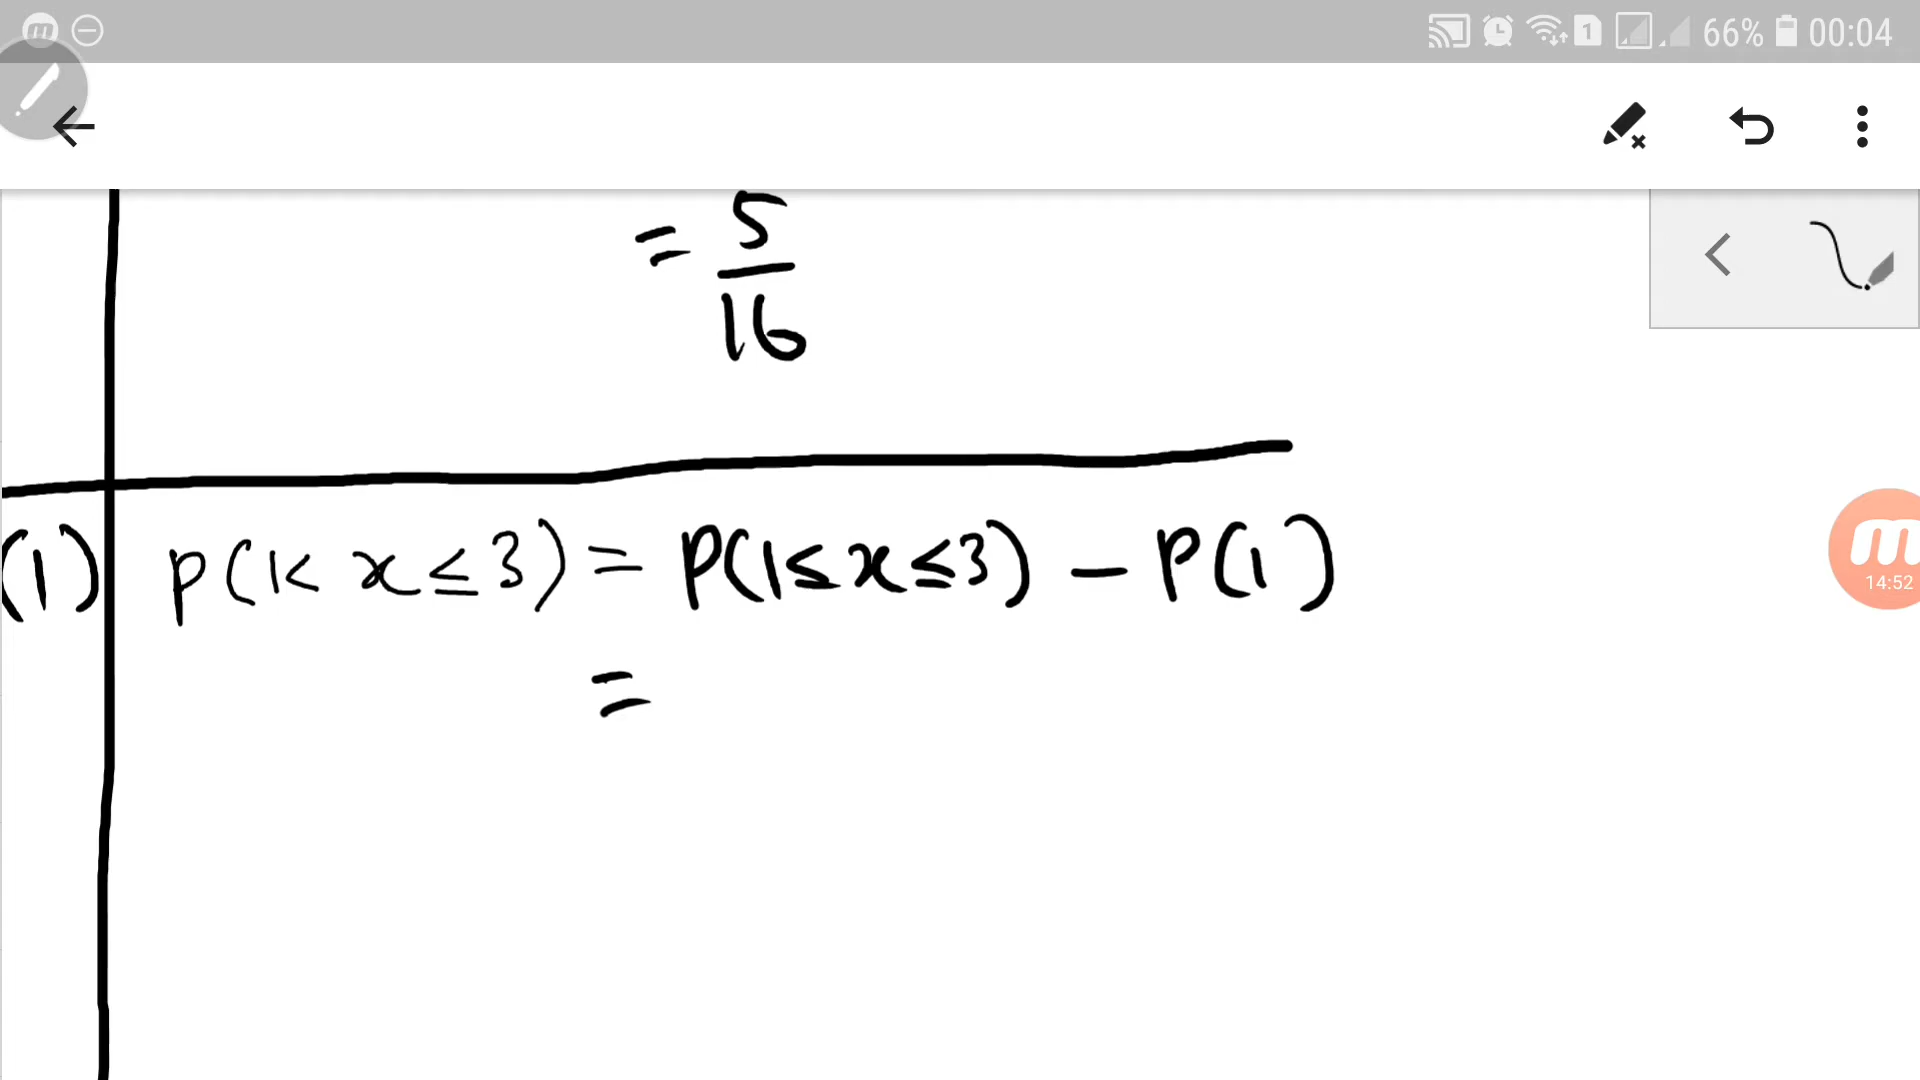 66% 00:04
= 5/16
(1) P(1< x≤3) = P(1≤x≤3) – P(1)
=
14:52